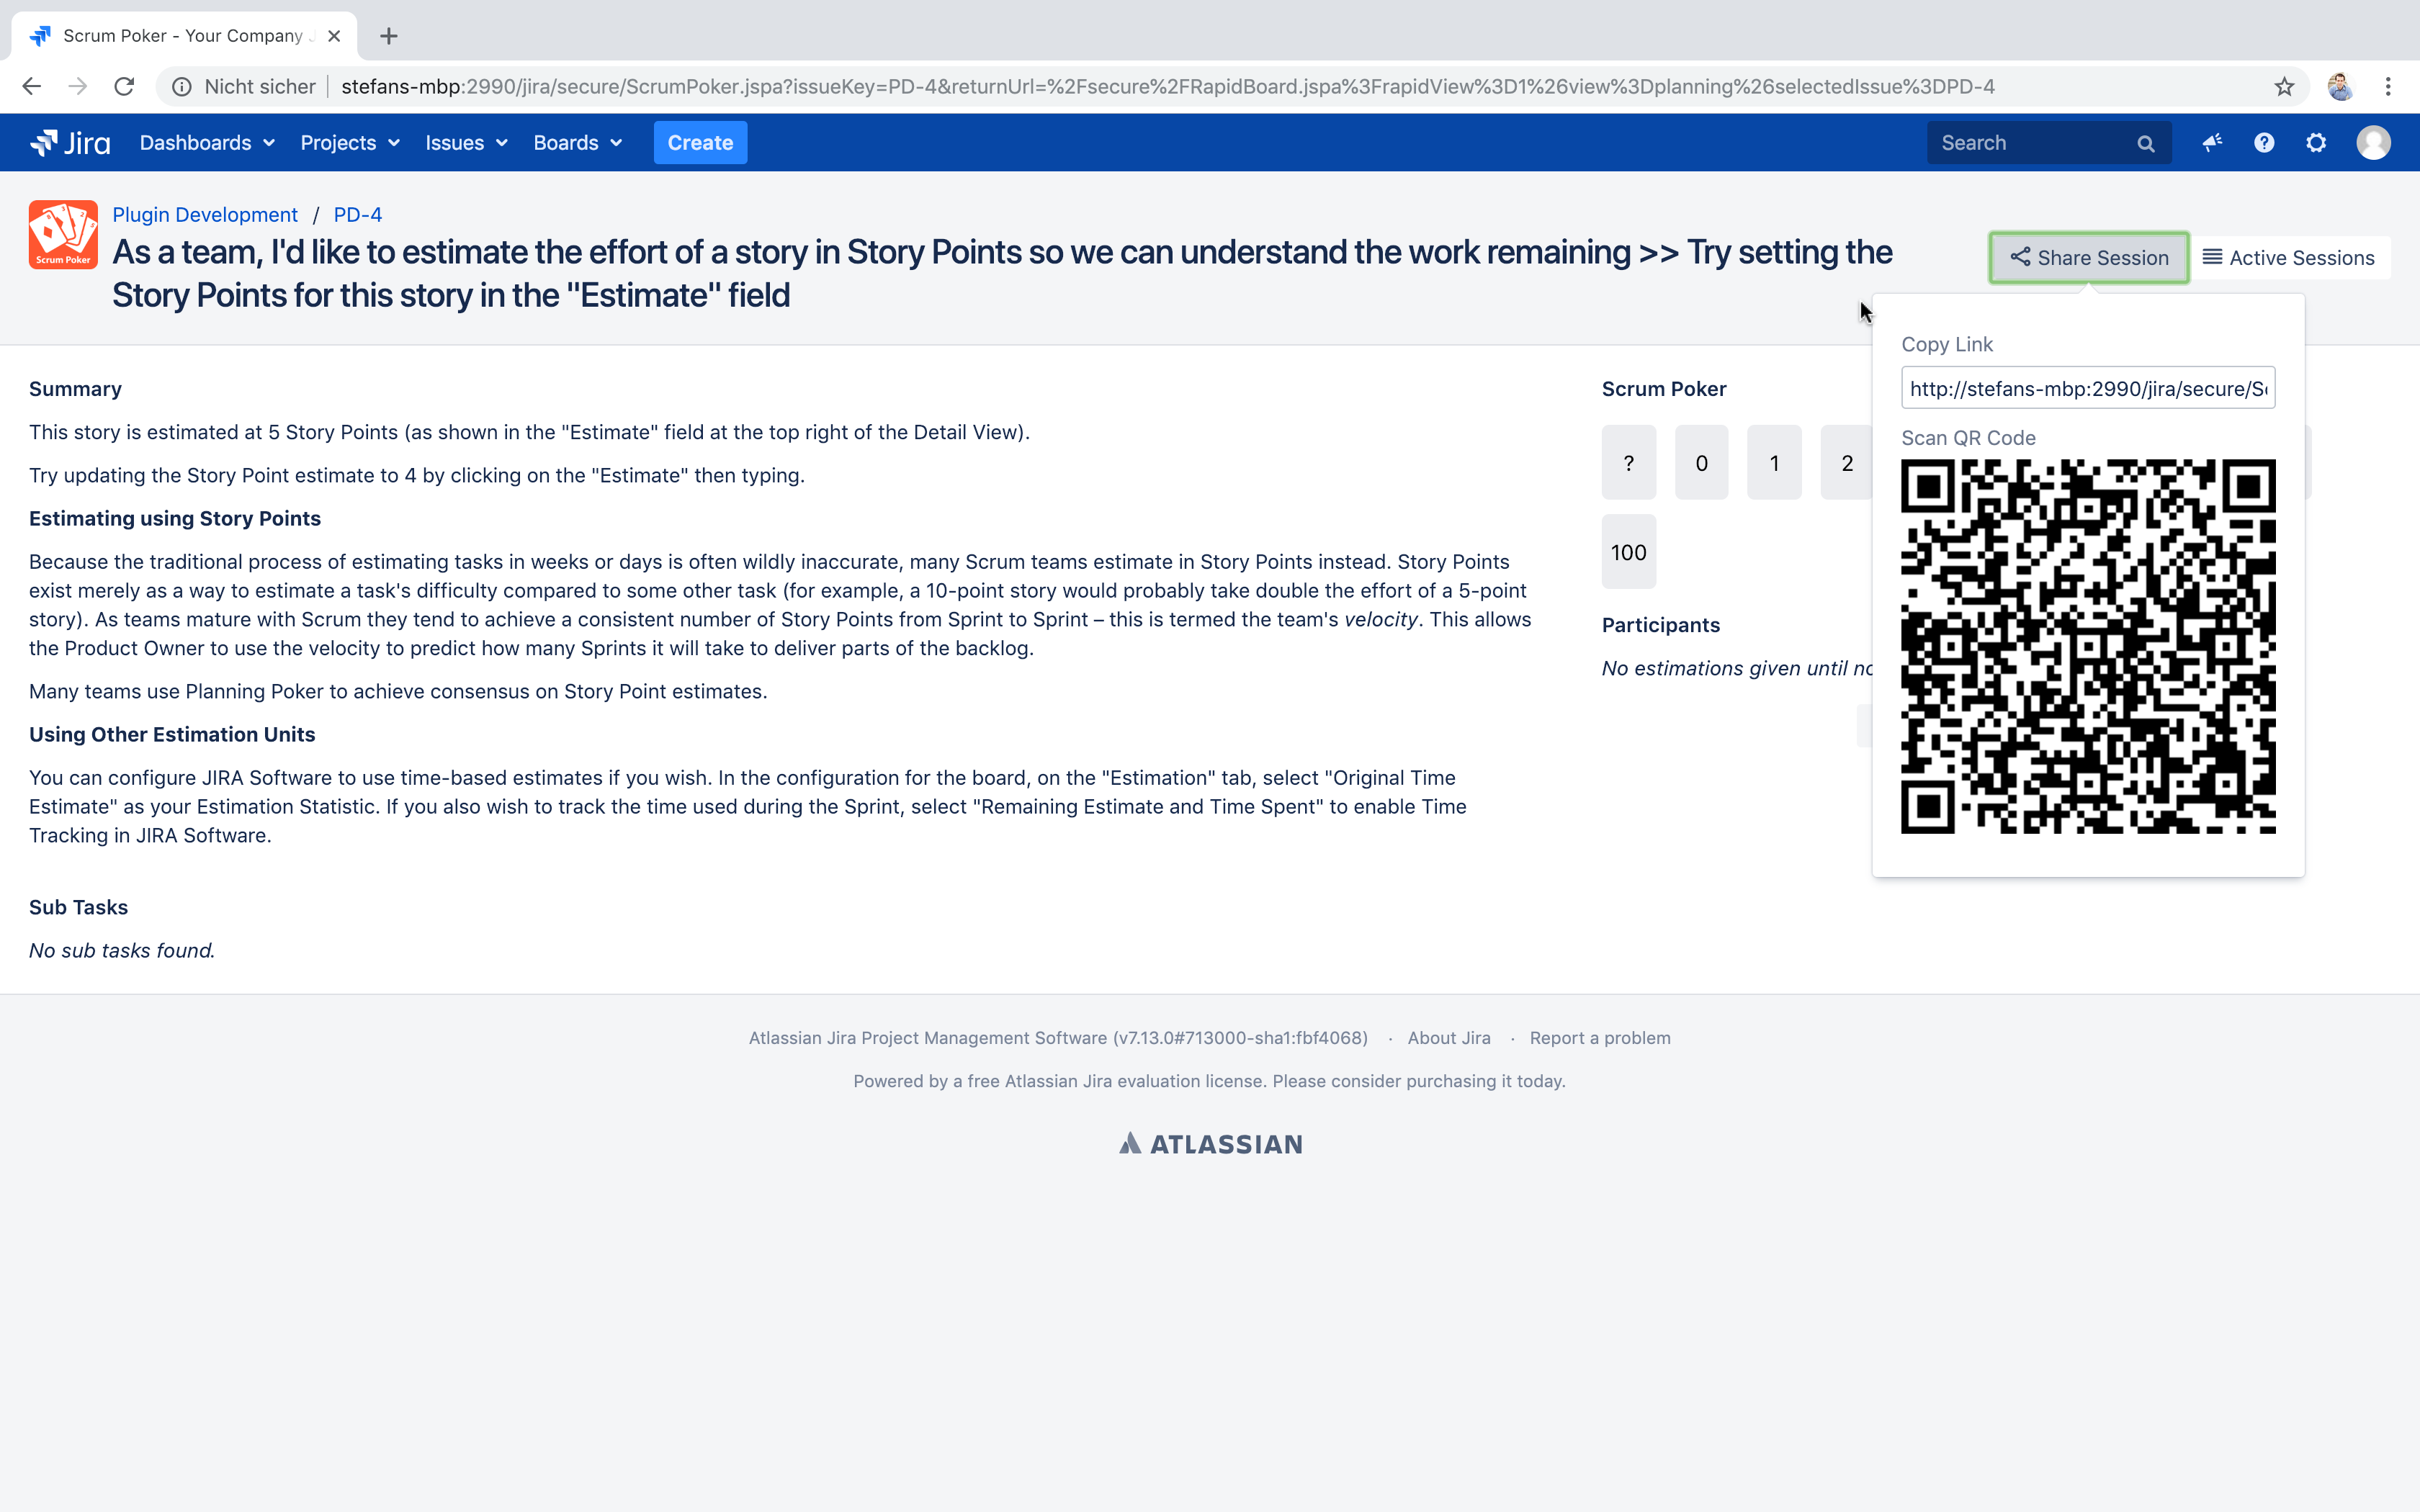 Scrum Poker - Your Company
Nicht sicher
stefans-mbp:2990/jira/secure/ScrumPoker.jspa?issueKey=PD-4&returnUrl=%2Fsecure%2FRapidBoard.jspa%3FrapidView%3D1%26view%3Dplanning%26selectedIssue%3DPD-4
Jira
Dashboards
Projects
Issues
Boards
Create
Search
Scrum Poker
Plugin Development / PD-4
As a team, I'd like to estimate the effort of a story in Story Points so we can understand the work remaining >> Try setting the
Story Points for this story in the "Estimate" field
Share Session
Active Sessions
Summary
This story is estimated at 5 Story Points (as shown in the "Estimate" field at the top right of the Detail View).
Try updating the Story Point estimate to 4 by clicking on the "Estimate" then typing.
Estimating using Story Points
Because the traditional process of estimating tasks in weeks or days is often wildly inaccurate, many Scrum teams estimate in Story Points instead. Story Points
exist merely as a way to estimate a task's difficulty compared to some other task (for example, a 10-point story would probably take double the effort of a 5-point
story). As teams mature with Scrum they tend to achieve a consistent number of Story Points from Sprint to Sprint – this is termed the team's velocity. This allows
the Product Owner to use the velocity to predict how many Sprints it will take to deliver parts of the backlog.
Many teams use Planning Poker to achieve consensus on Story Point estimates.
Using Other Estimation Units
You can configure JIRA Software to use time-based estimates if you wish. In the configuration for the board, on the "Estimation" tab, select "Original Time
Estimate" as your Estimation Statistic. If you also wish to track the time used during the Sprint, select "Remaining Estimate and Time Spent" to enable Time
Tracking in JIRA Software.
Sub Tasks
No sub tasks found.
Scrum Poker
? 0 1 2
100
Participants
No estimations given until
Copy Link
http://stefans-mbp:2990/jira/secure/S
Scan QR Code
Atlassian Jira Project Management Software (v7.13.0#713000-sha1:fbf4068) · About Jira · Report a problem
Powered by a free Atlassian Jira evaluation license. Please consider purchasing it today.
ATLASSIAN